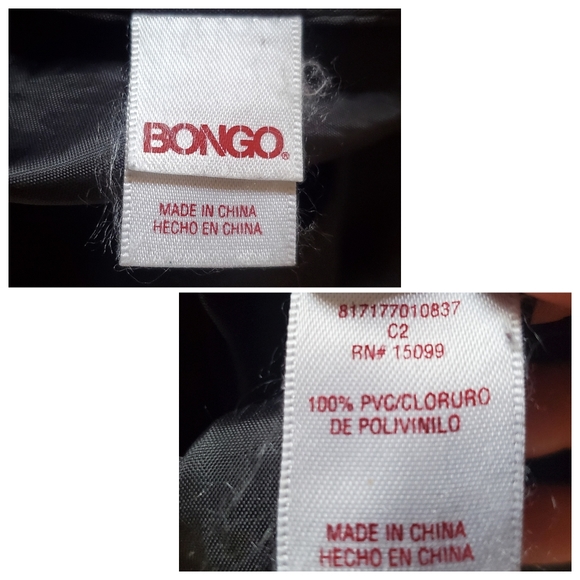 BONGO®
MADE IN CHINA
HECHO EN CHINA
817177010837
C2
RN# 15099
100% PVC/CLORURO
DE POLIVINILO
MADE IN CHINA
HECHO EN CHINA